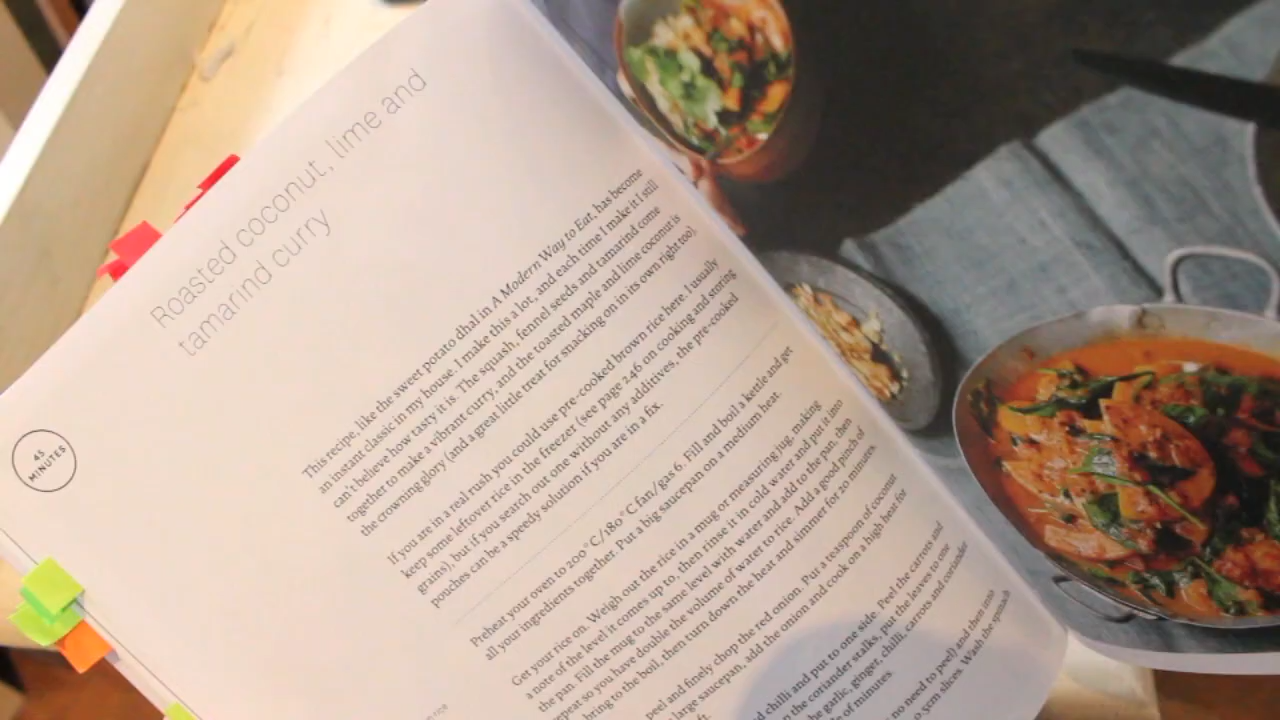 Roasted coconut, lime and
tamarind curry
45
MINUTES
This recipe, like the sweet potato dhal in A Modern Way to Eat, has become
an instant classic in my house. I make this a lot, and each time I make it I still
can't believe how tasty it is. The squash, fennel seeds and tamarind come
together to make a vibrant curry, and the toasted maple and lime coconut is
the crowning glory (and a great little treat for snacking on in its own right too).
If you are in a real rush you could use pre-cooked brown rice here. I usually
keep some leftover rice in the freezer (see page 246 on cooking and storing
grains), but if you search out one without any additives, the pre-cooked
pouches can be a speedy solution if you are in a fix.
Preheat your oven to 200°C/180°C fan/gas 6. Fill and boil a kettle and get
all your ingredients together. Put a big saucepan on a medium heat.
Get your rice on. Weigh out the rice in a mug or measuring jug, making
a note of the level it comes up to, then rinse it in cold water and put it into
the pan. Fill the mug to the same level with water and add to the pan, then
repeat so you have double the volume of water to rice. Add a good pinch of
bring to the boil, then turn down the heat and simmer for 20 minutes.
peel and finely chop the red onion. Put a teaspoon of coconut
large saucepan, add the onion and cook on a high heat for
ft.
d chilli and put to one side. Peel the carrots and
n the coriander stalks, put the leaves to one
he garlic, ginger, chilli, carrots and coriander
le of minutes.
no need to peel) and then into
0.5cm slices. Wash the spinach
rice